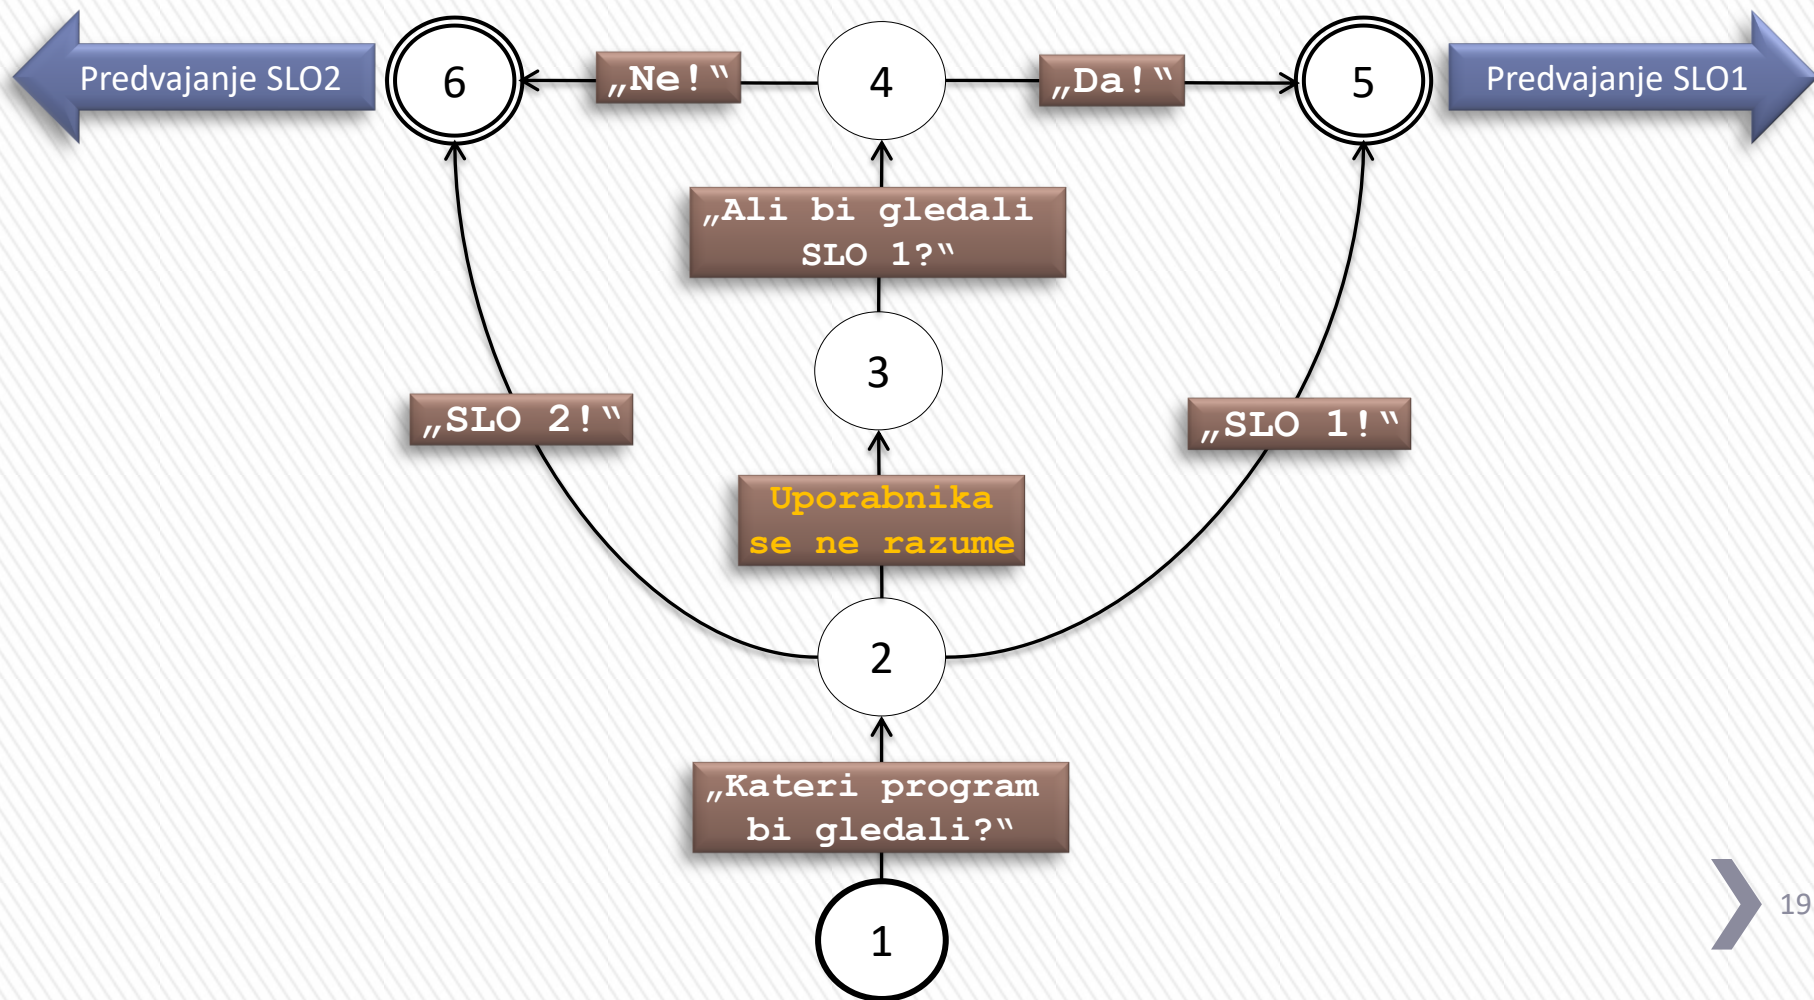 Predvajanje SLO2
6
„Ne!“
4
„Da!“
5
Predvajanje SLO1
„Ali bi gledali
SLO 1?“
3
„SLO 2!“
„SLO 1!“
Uporabnika
se ne razume
2
„Kateri program
bi gledali?“
1
19